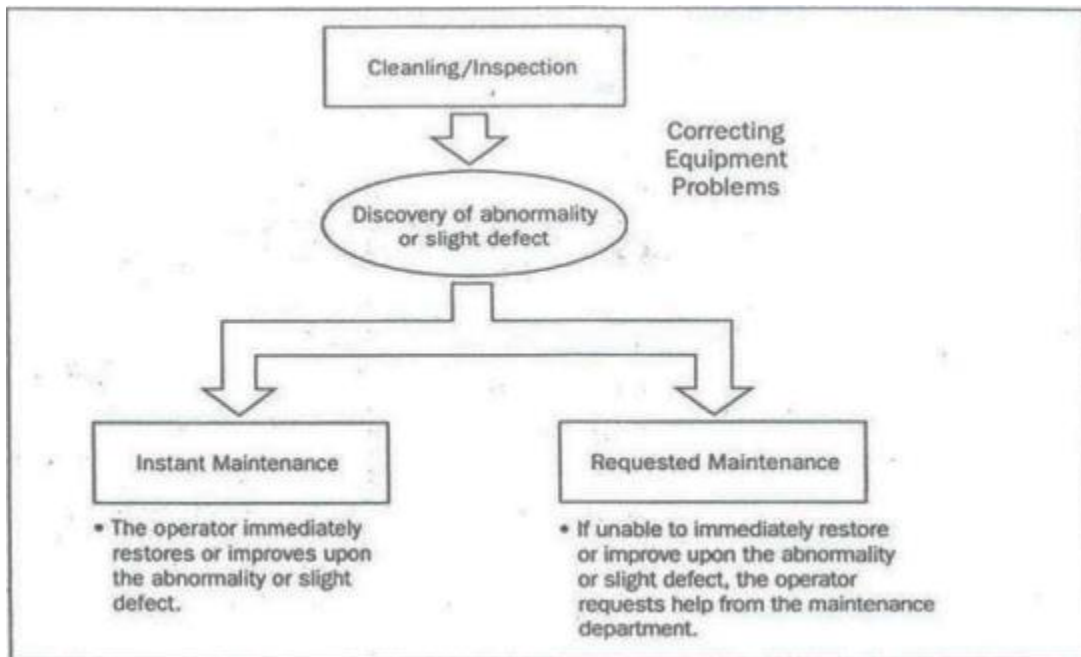 Cleanling/Inspection
Correcting
Equipment
Problems
Discovery of abnormality
or slight defect
Instant Maintenance
• The operator immediately
restores or improves upon
the abnormality or slight
defect.
Requested Maintenance
• If unable to immediately restore
or improve upon the abnormality
or slight defect, the operator
requests help from the maintenance
department.